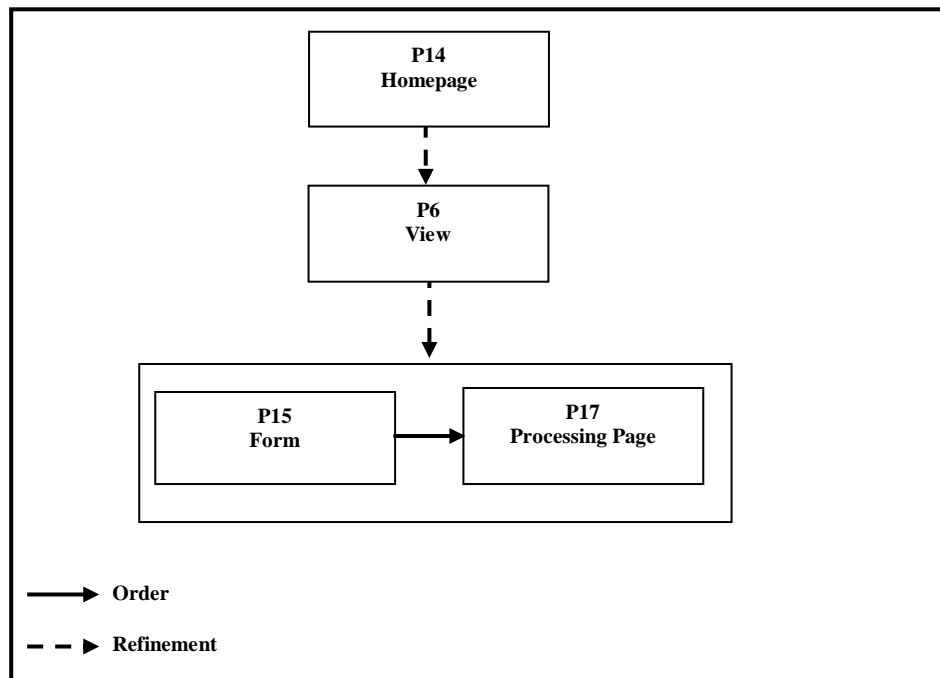 P14
Homepage
P6
View
P15
Form
P17
Processing Page
Order
Refinement